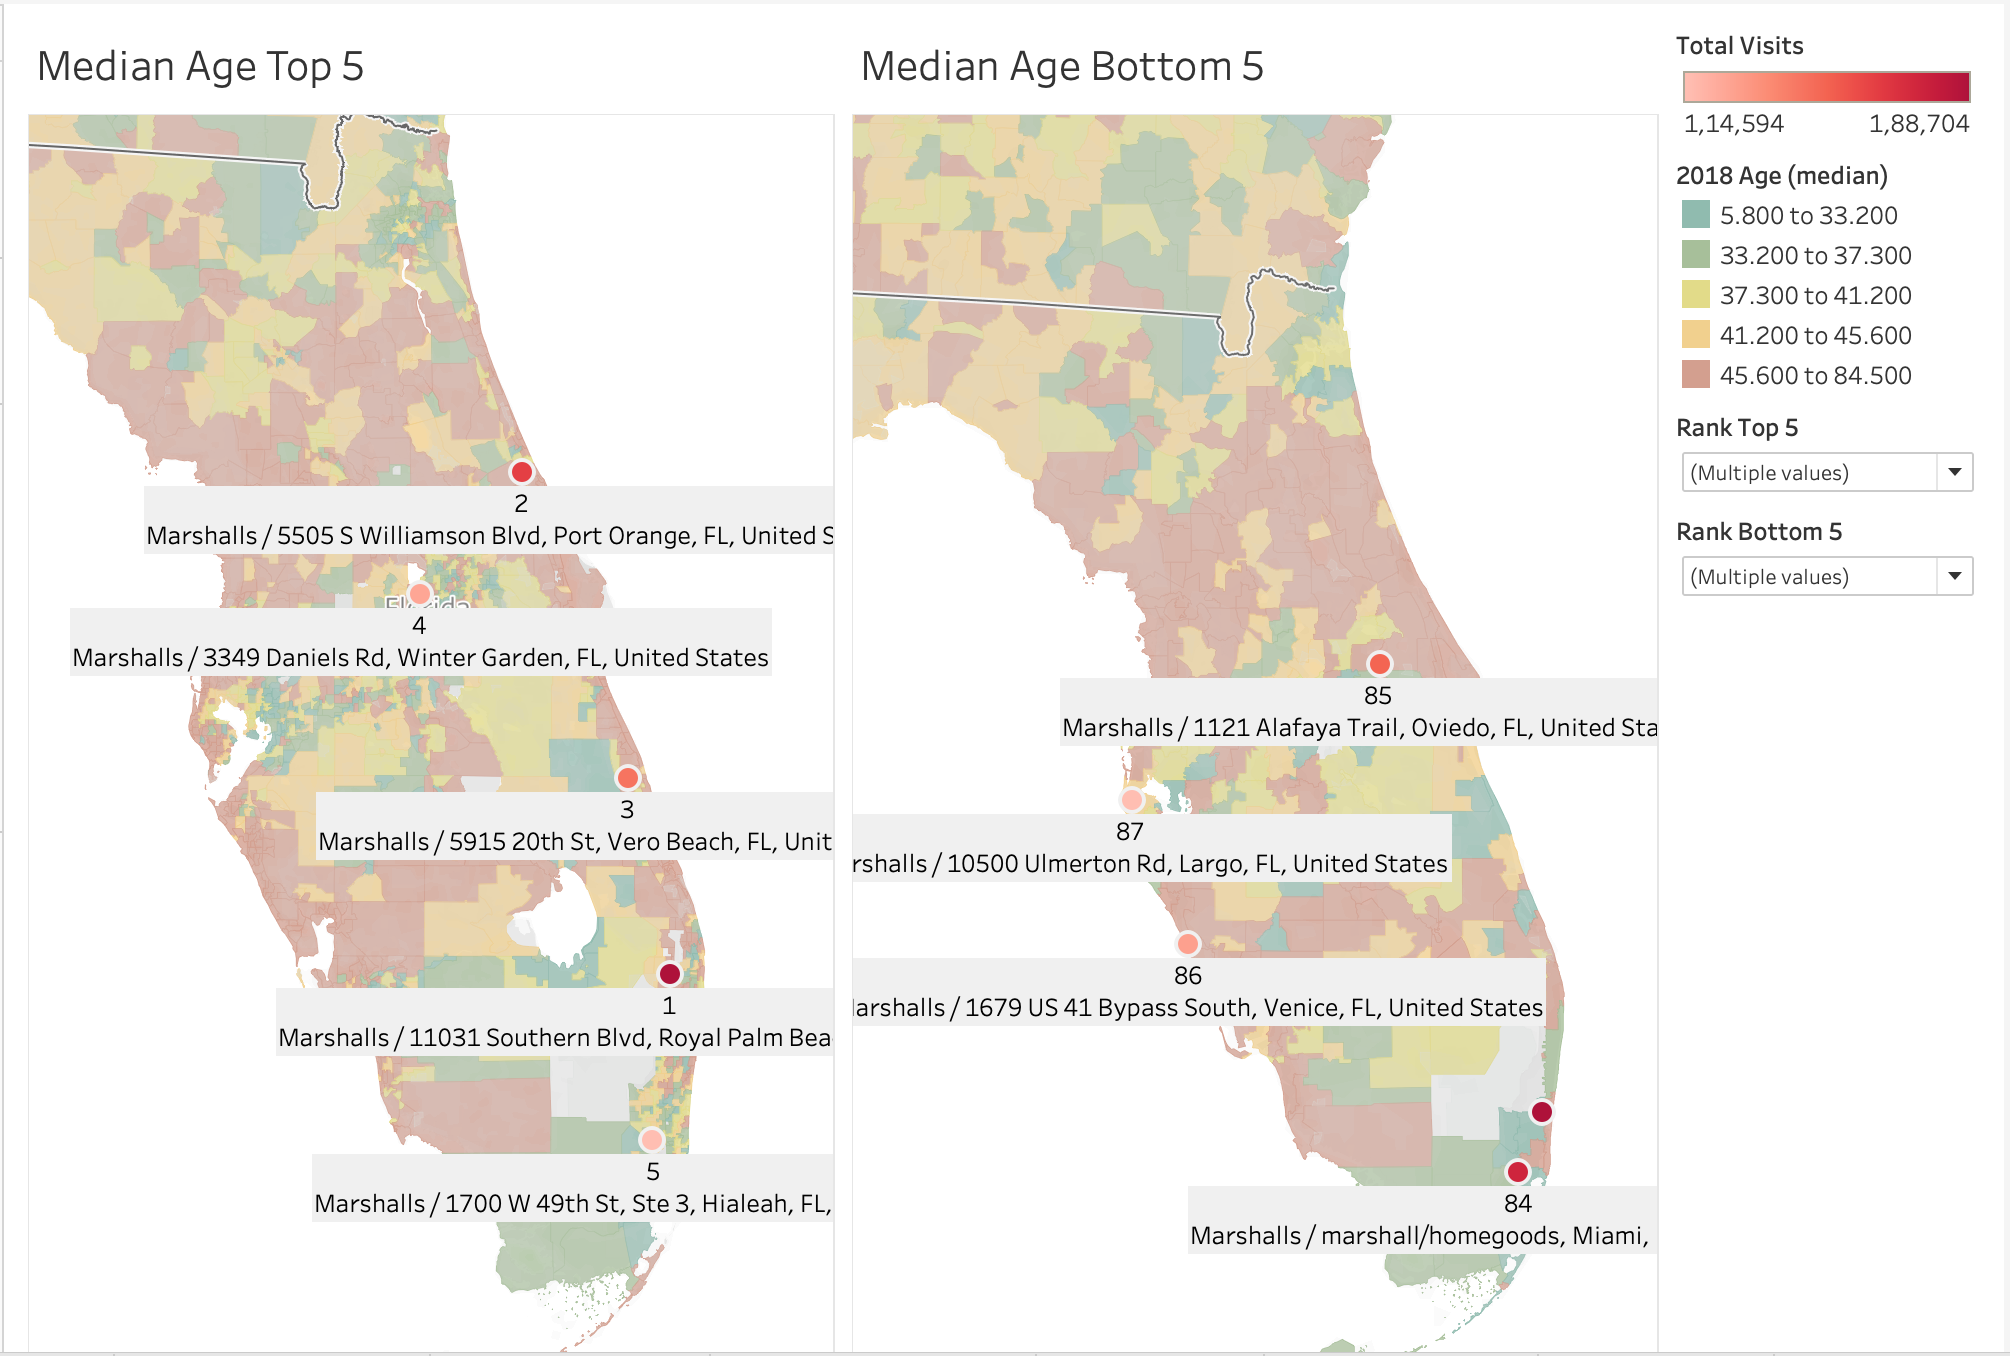 Median Age Top 5
2
Marshalls / 5505 S Williamson Blvd, Port Orange, FL, United S
Florida
4
Marshalls / 3349 Daniels Rd, Winter Garden, FL, United States
3
Marshalls / 5915 20th St, Vero Beach, FL, Unit
1
Marshalls / 11031 Southern Blvd, Royal Palm Bea
5
Marshalls / 1700 W 49th St, Ste 3, Hialeah, FL,
Median Age Bottom 5
85
Marshalls / 1121 Alafaya Trail, Oviedo, FL, United Sta
87
rshalls / 10500 Ulmerton Rd, Largo, FL, United States
86
arshalls / 1679 US 41 Bypass South, Venice, FL, United States
84
Marshalls / marshall/homegoods, Miami,
Total Visits
1,14,594 1,88,704
2018 Age (median)
5.800 to 33.200
33.200 to 37.300
37.300 to 41.200
41.200 to 45.600
45.600 to 84.500
Rank Top 5
(Multiple values)
Rank Bottom 5
(Multiple values)